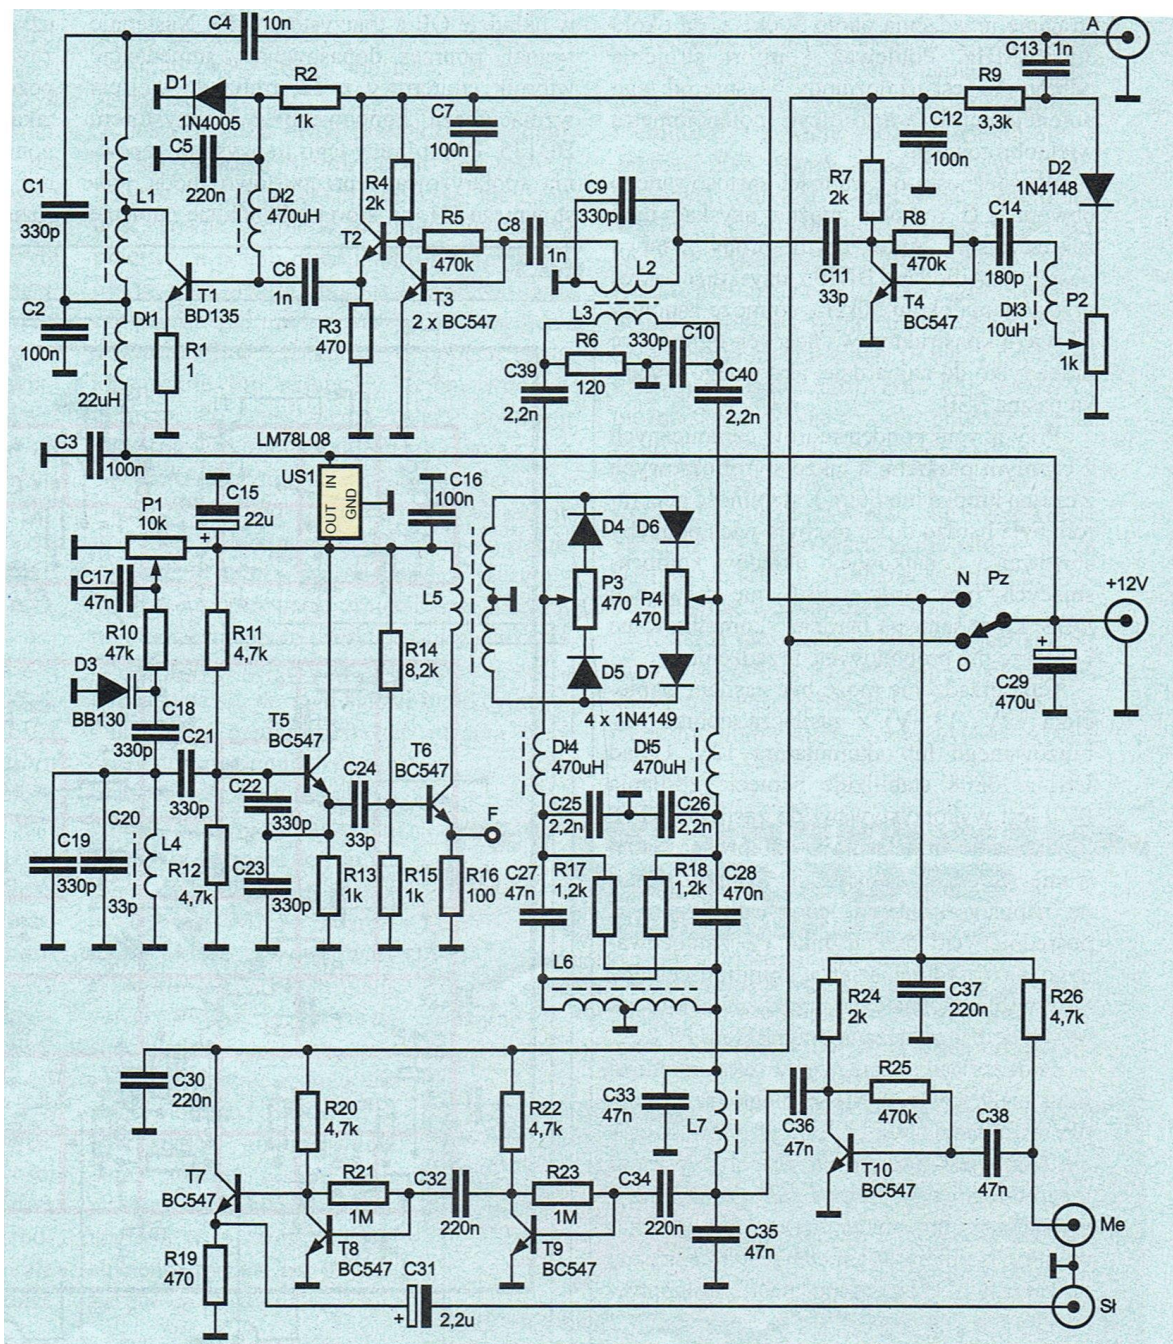 C4
10n
A
C13
1n
D1
1N4005
R2
1k
C7
100n
R9
3,3k
C12
100n
C5
220n
R4
2k
C9
330p
R7
2k
D2
1N4148
C1
330p
L1
Dł2
470uH
T2
R5
470k
C8
1n
C11
33p
R8
470k
C14
180p
L2
C6
1n
T1
BD135
T3
2 x BC547
L3
330p
C10
T4
BC547
Dł3
10uH
P2
1k
C2
100n
Dł1
22uH
R1
1
R3
470
R6
120
C39
2,2n
C40
2,2n
C3
100n
LM78L08
US1
IN
OUT
GND
C15
22u
+
C16
100n
P1
10k
L5
D4
D6
P3
470
P4
470
N
Pz
+12V
O
C17
47n
R10
47k
R11
4,7k
R14
8,2k
D3
BB130
D5
D7
4 x 1N4149
+
C29
470u
C18
330p
C21
330p
T5
BC547
T6
BC547
Dł4
470uH
Dł5
470uH
C22
330p
C24
33p
F
C25
2,2n
C26
2,2n
C19
330p
C20
33p
L4
R12
4,7k
C23
330p
R13
1k
R15
1k
R16
100
C27
47n
R17
1,2k
R18
1,2k
C28
470n
L6
R24
2k
C37
220n
R26
4,7k
C30
220n
R20
4,7k
R22
4,7k
C33
47n
L7
C36
47n
R25
470k
C38
47n
T10
BC547
T7
BC547
R21
1M
C32
220n
R23
1M
C34
220n
C35
47n
T8
BC547
T9
BC547
Me
R19
470
C31
+
2,2u
Sł